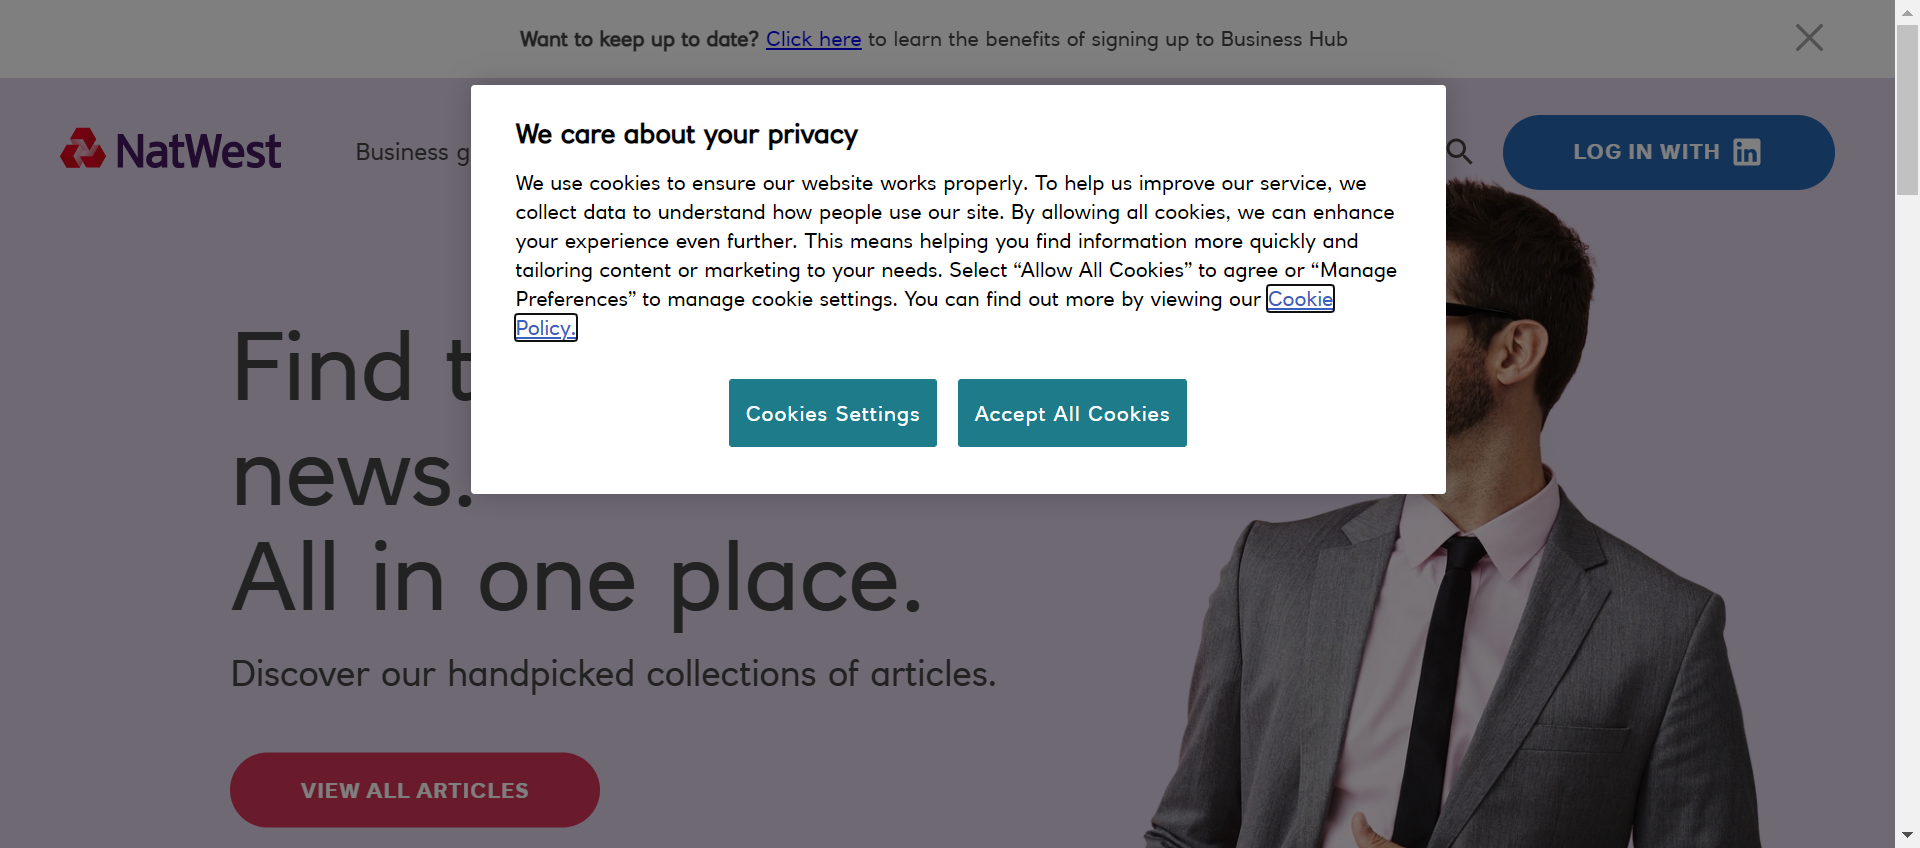 Want to keep up to date? Click here to learn the benefits of signing up to Business Hub
NatWest
Business g
LOG IN WITH in
We care about your privacy
We use cookies to ensure our website works properly. To help us improve our service, we
collect data to understand how people use our site. By allowing all cookies, we can enhance
your experience even further. This means helping you find information more quickly and
tailoring content or marketing to your needs. Select “Allow All Cookies” to agree or “Manage
Preferences” to manage cookie settings. You can find out more by viewing our Cookie
Policy.
Cookies Settings
Accept All Cookies
Find t
news.
All in one place.
Discover our handpicked collections of articles.
VIEW ALL ARTICLES